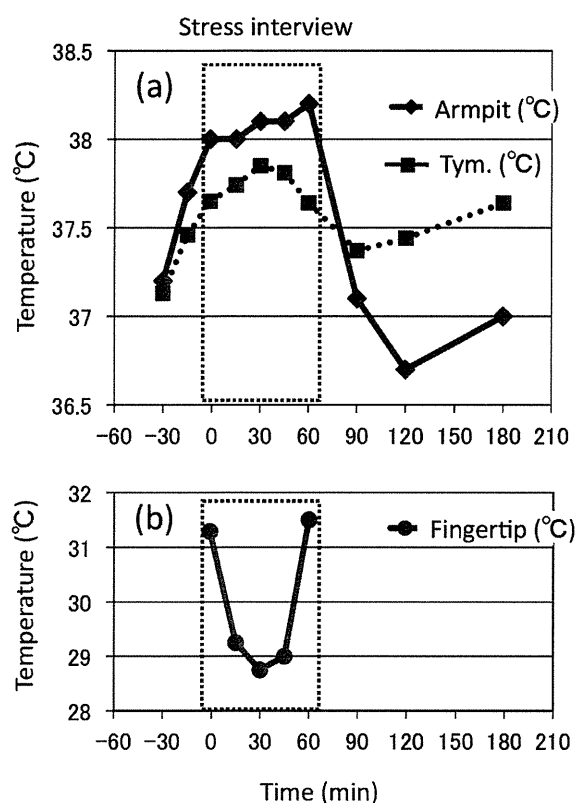 Stress interview
38.5
(a)
Armpit (℃)
38
Tym. (℃)
37.5
37
36.5
Temperature (℃)
-60 -30 0 30 60 90 120 150 180 210
32
(b)
Fingertip (℃)
31
30
29
28
Temperature (℃)
-60 -30 0 30 60 90 120 150 180 210
Time (min)